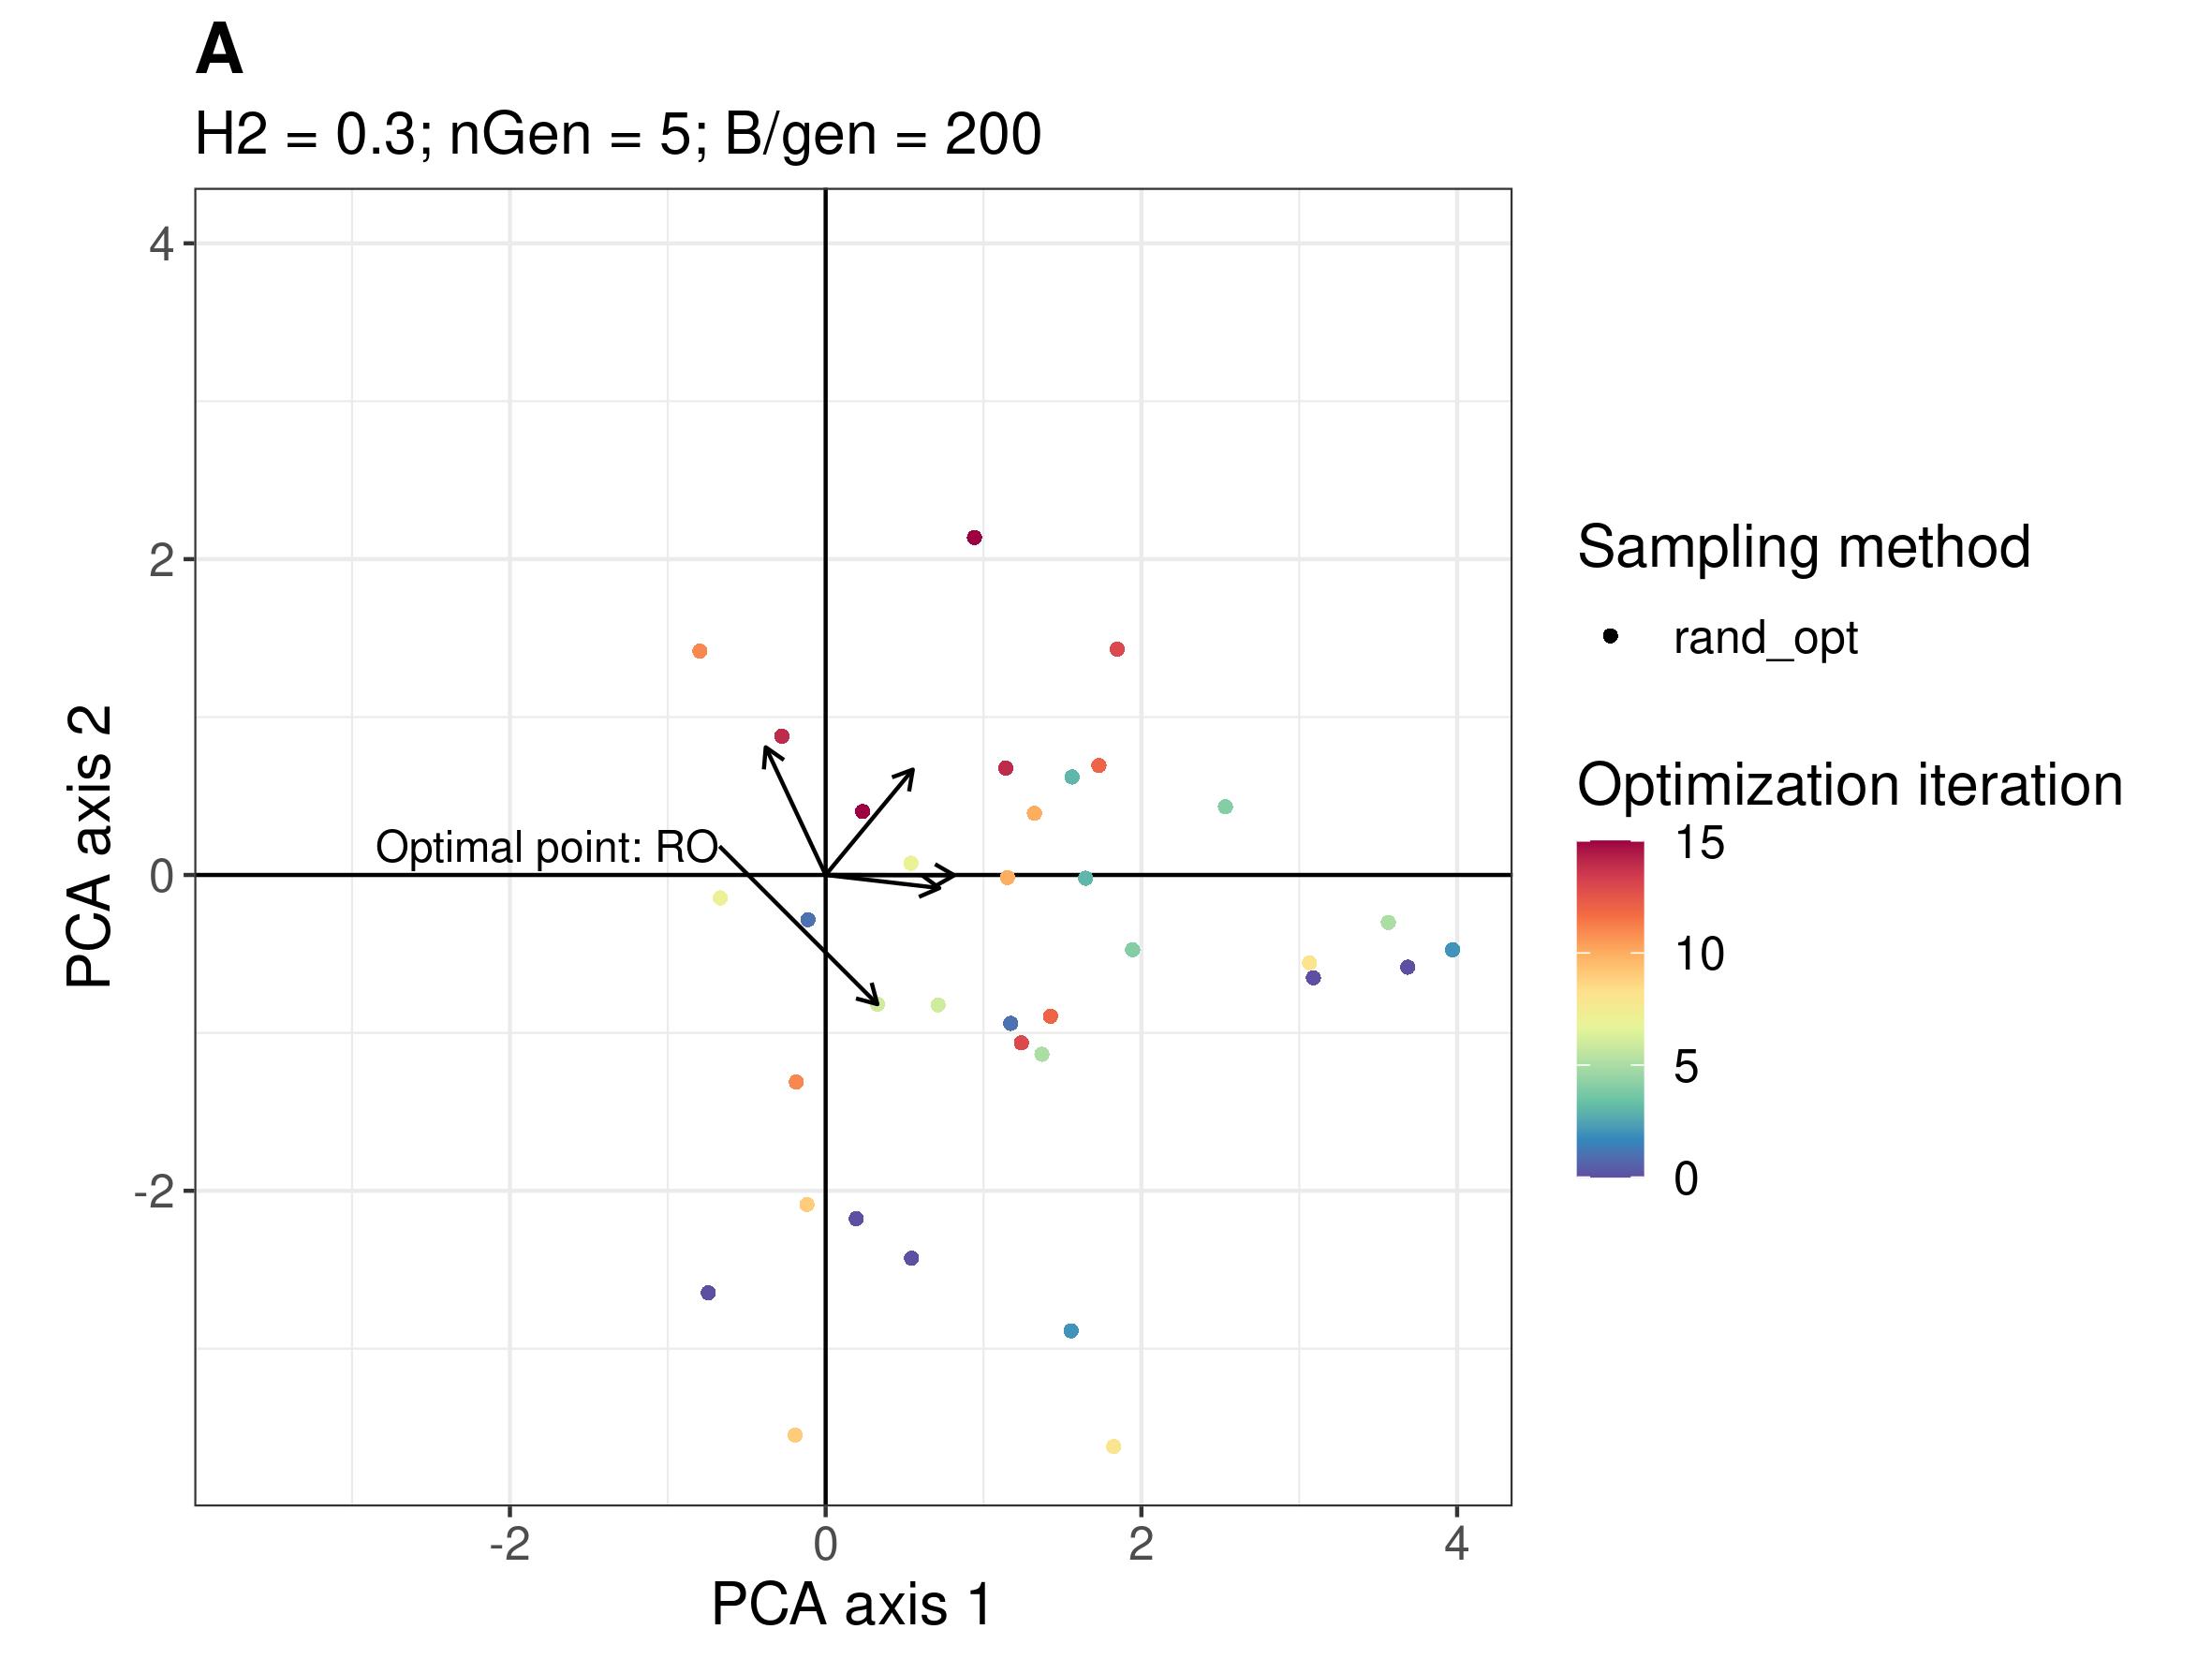 A
H2 = 0.3; nGen = 5; B/gen = 200
4
2
0
-2
PCA axis 2
Optimal point: RO
-2
0
2
4
PCA axis 1
Sampling method
rand_opt
Optimization iteration
15
10
5
0